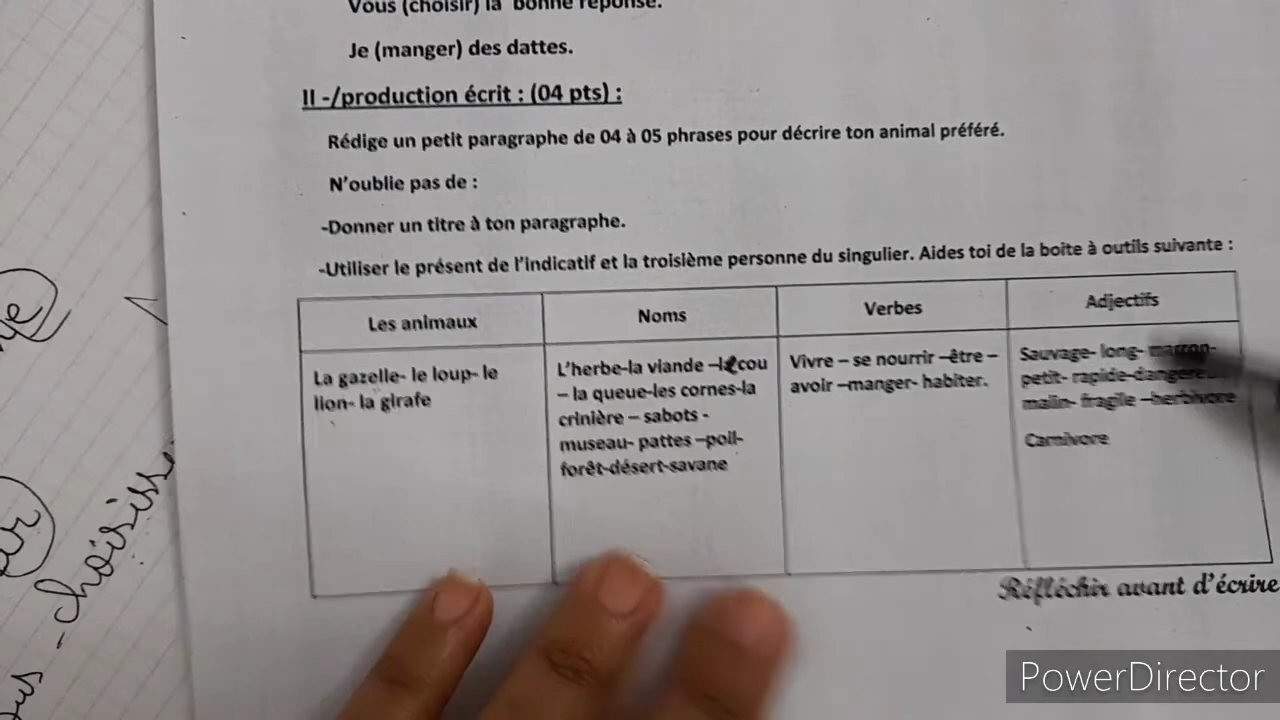 Vous (choisir) la bonne réponse.
Je (manger) des dattes.
II -/production écrit : (04 pts) :
Rédige un petit paragraphe de 04 à 05 phrases pour décrire ton animal préféré.
N'oublie pas de :
-Donner un titre à ton paragraphe.
-Utiliser le présent de l'indicatif et la troisième personne du singulier. Aides toi de la boite à outils suivante :
Les animaux
Noms
Verbes
Adjectifs
La gazelle- le loup- le
lion- la girafe
L'herbe-la viande –le cou
– la queue-les cornes-la
crinière – sabots -
museau- pattes –poil-
forêt-désert-savane
Vivre – se nourrir –être –
avoir –manger- habiter.
Sauvage- long- marron-
petit- rapide-
malin- fragile –herbivore
Carnivore
Réfléchir avant d'écrire
- choisiss
PowerDirector